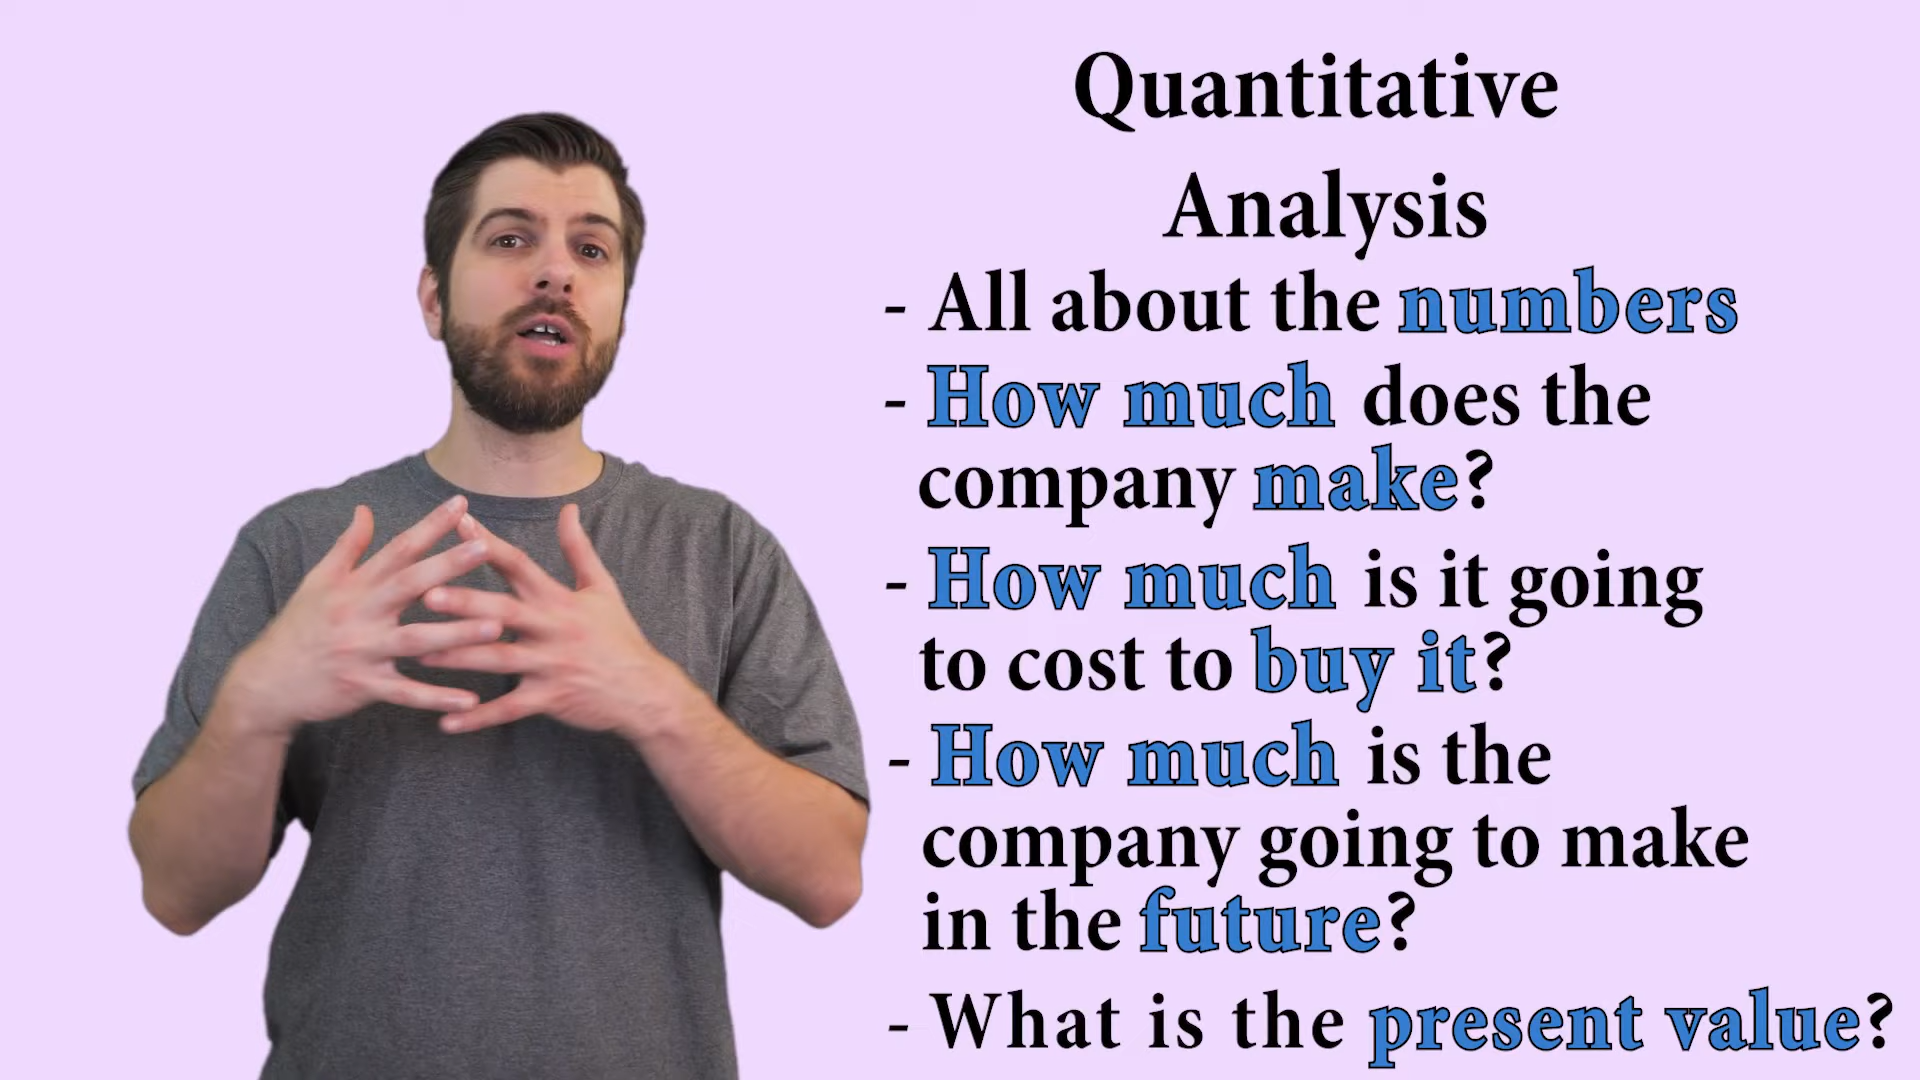 Quantitative
Analysis
- All about the numbers
- How much does the
company make?
- How much is it going
to cost to buy it?
- How much is the
company going to make
in the future?
- What is the present value?